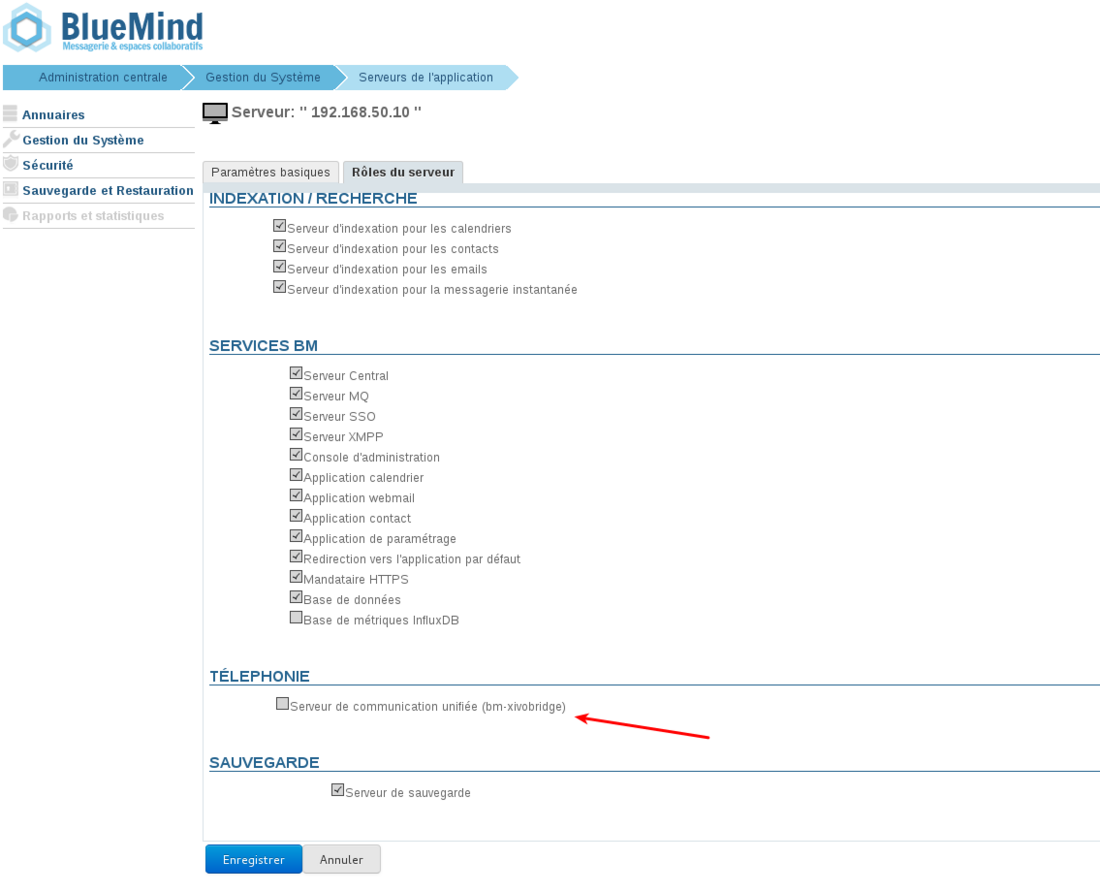 BlueMind
Messagerie & espaces collaboratifs
Administration centrale Gestion du Système Serveurs de l'application
Annuaires
Gestion du Système
Sécurité
Sauvegarde et Restauration
Rapports et statistiques
Serveur: " 192.168.50.10 "
Paramètres basiques Rôles du serveur
INDEXATION / RECHERCHE
Serveur d'indexation pour les calendriers
Serveur d'indexation pour les contacts
Serveur d'indexation pour les emails
Serveur d'indexation pour la messagerie instantanée
SERVICES BM
Serveur Central
Serveur MQ
Serveur SSO
Serveur XMPP
Console d'administration
Application calendrier
Application webmail
Application contact
Application de paramétrage
Redirection vers l'application par défaut
Mandataire HTTPS
Base de données
Base de métriques InfluxDB
TÉLEPHONIE
Serveur de communication unifiée (bm-xivobridge)
SAUVEGARDE
Serveur de sauvegarde
Enregistrer Annuler